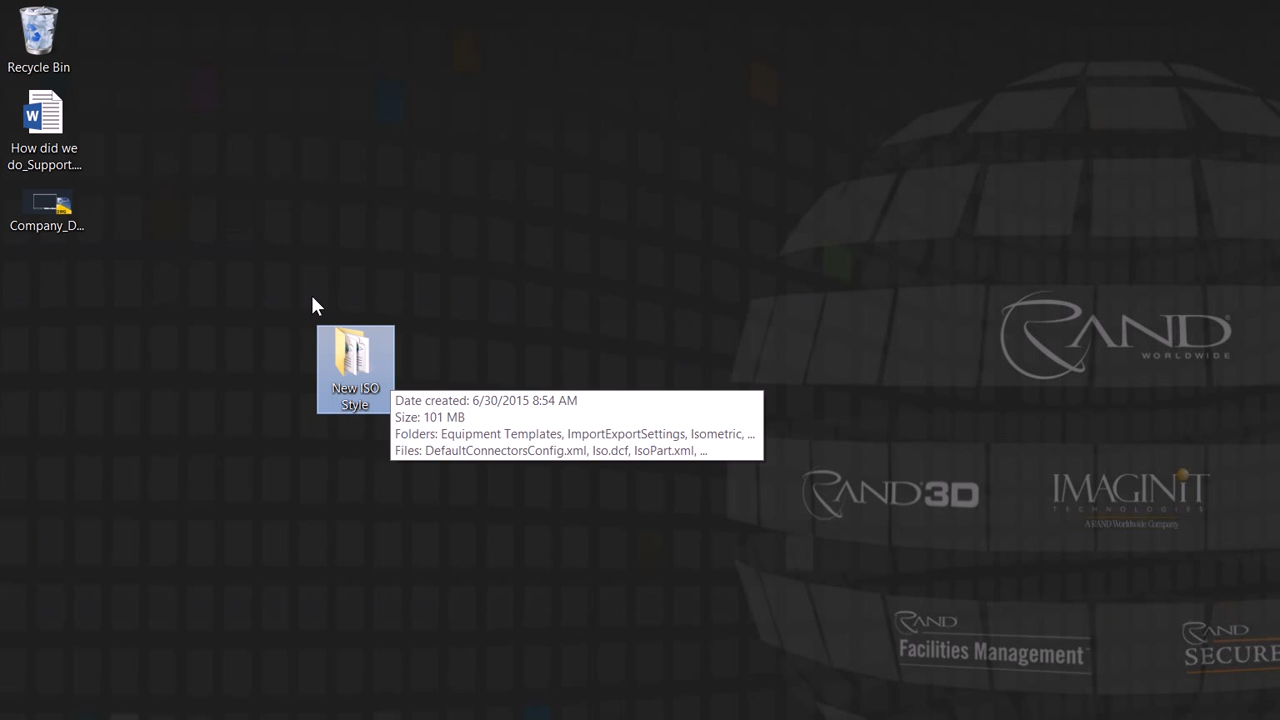 Recycle Bin
How did we
do_Support....
Company_D...
New ISO
Style
Date created: 6/30/2015 8:54 AM
Size: 101 MB
Folders: Equipment Templates, ImportExportSettings, Isometric, ...
Files: DefaultConnectorsConfig.xml, Iso.dcf, IsoPart.xml, ...
RAND®
WORLDWIDE
RAND®3D
IMAGINiT
TECHNOLOGIES
A RAND Worldwide Company
RAND
Facilities Management
RAND
SECURE